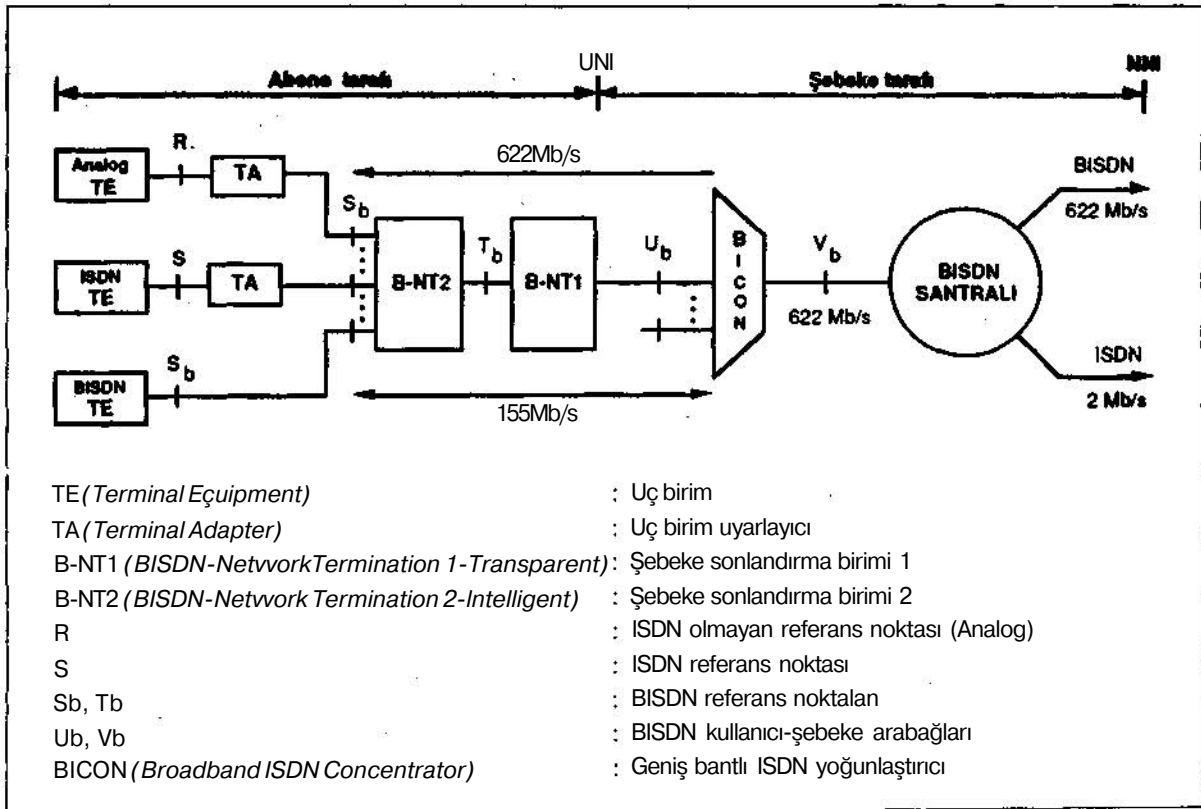 UNI
NNI
Abone tarafı
Şebeke tarafı
622Mb/s
Analog
TE
R
TA
Sb
ISDN
TE
S
TA
BISDN
TE
Sb
B-NT2
Tb
B-NT1
Ub
BICON
Vb
622 Mb/s
BISDN
SANTRALI
BISDN
622 Mb/s
ISDN
2 Mb/s
155Mb/s
TE (Terminal Eçuipment) : Uç birim
TA (Terminal Adapter) : Uç birim uyarlayıcı
B-NT1 (BISDN-NetvvorkTermination 1-Transparent) : Şebeke sonlandırma birimi 1
B-NT2 (BISDN-Netvvork Termination 2-Intelligent) : Şebeke sonlandırma birimi 2
R : ISDN olmayan referans noktası (Analog)
S : ISDN referans noktası
Sb, Tb : BISDN referans noktalan
Ub, Vb : BISDN kullanıcı-şebeke arabağları
BICON (Broadband ISDN Concentrator) : Geniş bantlı ISDN yoğunlaştırıcı